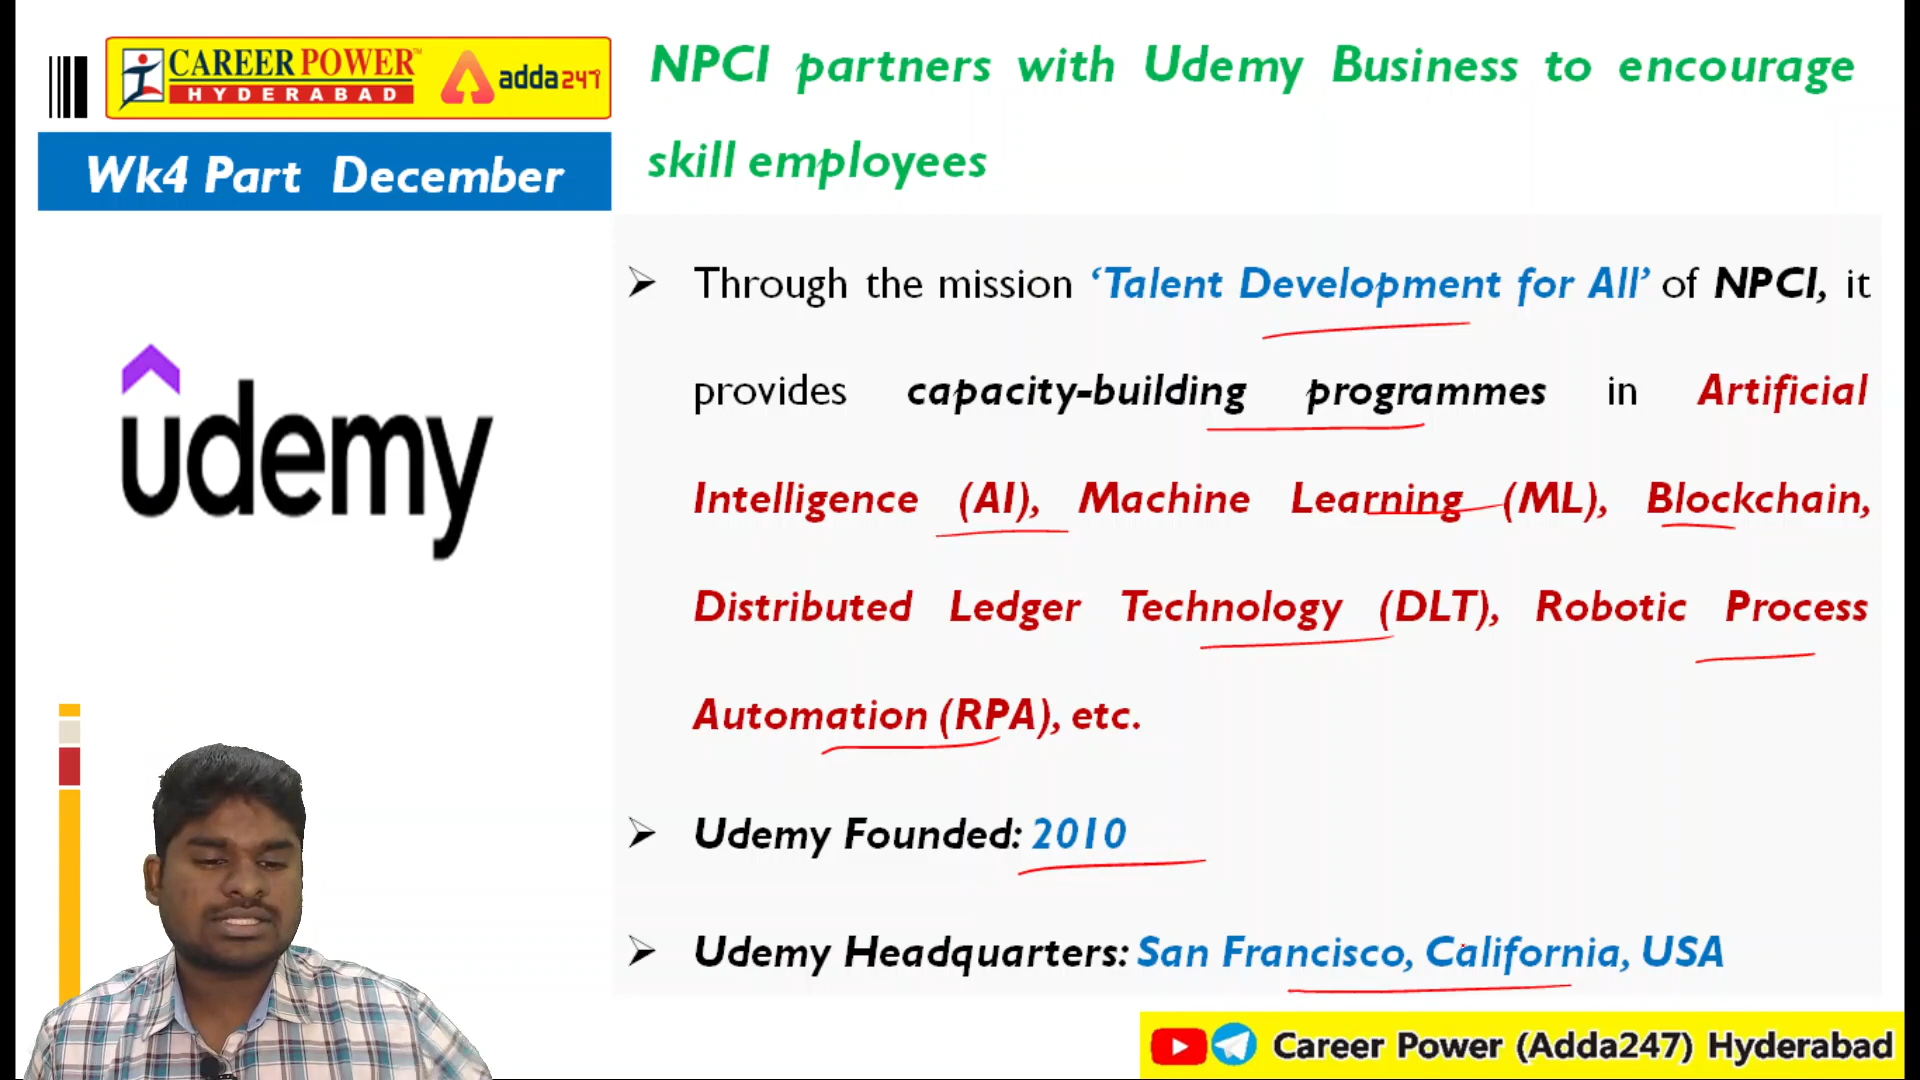 CAREER POWER™
HYDERABAD
adda247
NPCI partners with Udemy Business to encourage
skill employees
Wk4 Part December
➢ Through the mission ‘Talent Development for All’ of NPCI, it
provides capacity-building programmes in Artificial
Intelligence (AI), Machine Learning (ML), Blockchain,
Distributed Ledger Technology (DLT), Robotic Process
Automation (RPA), etc.
udemy
➢ Udemy Founded: 2010
➢ Udemy Headquarters: San Francisco, California, USA
Career Power (Adda247) Hyderabad